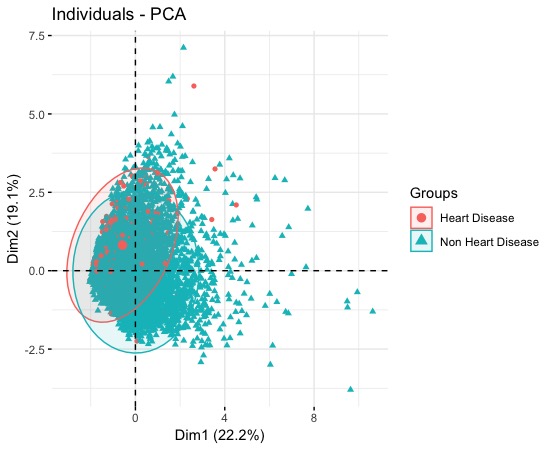 Individuals - PCA
7.5
5.0
2.5
0.0
-2.5
Dim2 (19.1%)
0
4
8
Dim1 (22.2%)
Groups
Heart Disease
Non Heart Disease